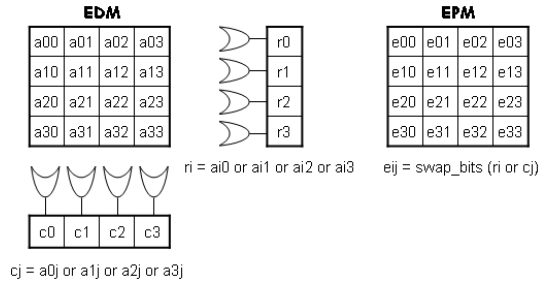 EDM
EPM
a00 a01 a02 a03
a10 a11 a12 a13
a20 a21 a22 a23
a30 a31 a32 a33
r0
r1
r2
r3
e00 e01 e02 e03
e10 e11 e12 e13
e20 e21 e22 e23
e30 e31 e32 e33
ri = ai0 or ai1 or ai2 or ai3
eij = swap_bits (ri or cj)
c0 c1 c2 c3
cj = a0j or a1j or a2j or a3j